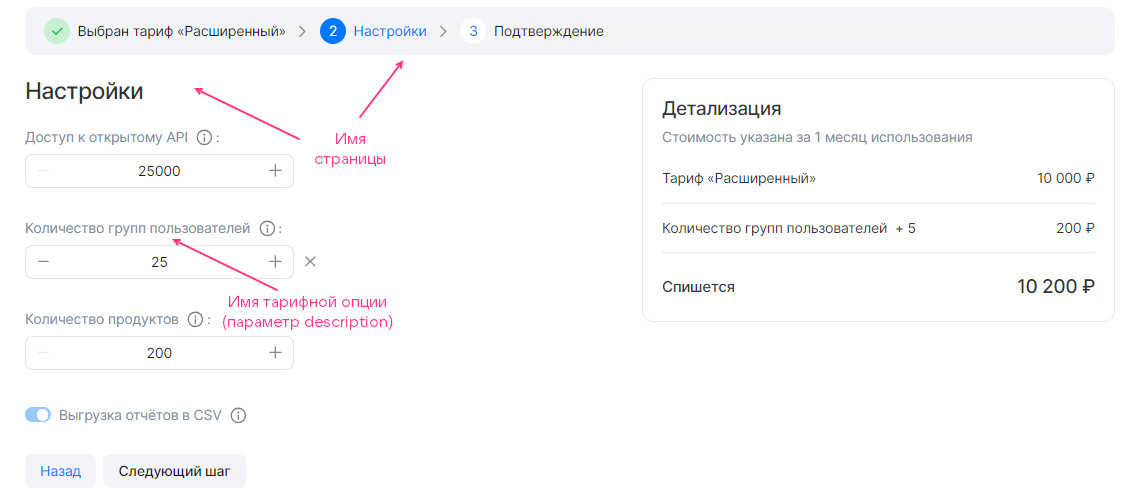 Выбран тариф «Расширенный» 2 Настройки 3 Подтверждение
Настройки
Доступ к открытому API :
25000
Количество групп пользователей :
25
Количество продуктов :
200
Выгрузка отчётов в CSV
Назад Следующий шаг
Имя
страницы
Имя тарифной опции
(параметр description)
Детализация
Стоимость указана за 1 месяц использования
Тариф «Расширенный» 10 000 ₽
Количество групп пользователей + 5 200 ₽
Спишется 10 200 ₽